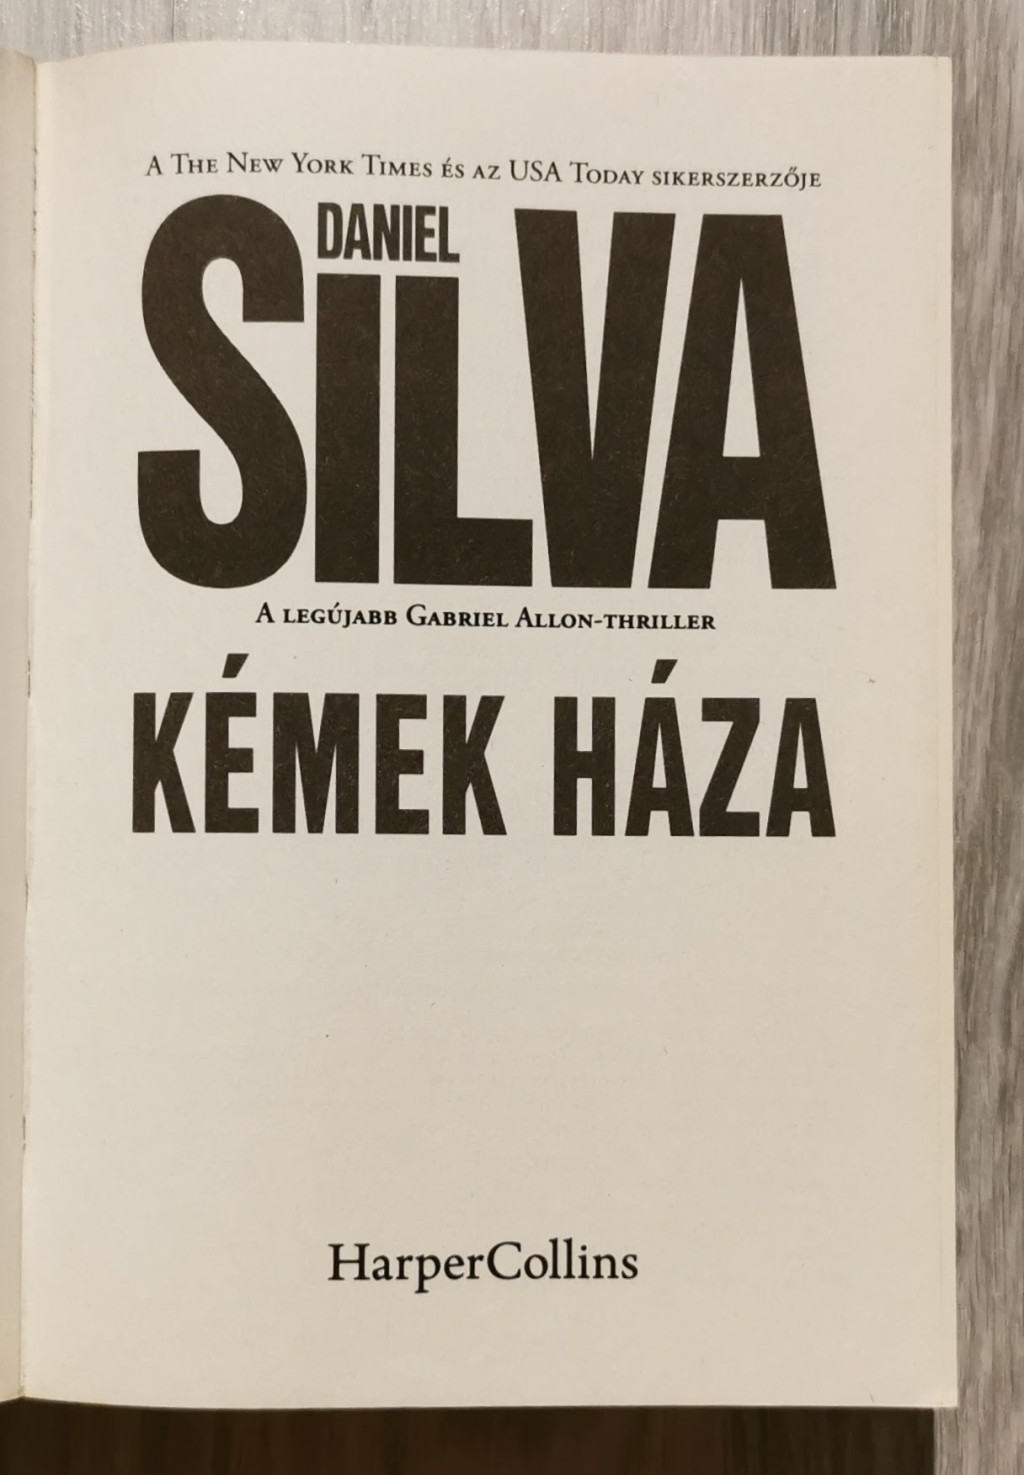 A The New York Times és az USA Today sikerszerzője
DANIEL
SILVA
A legújabb Gabriel Allon-thriller
KÉMEK HÁZA
HarperCollins